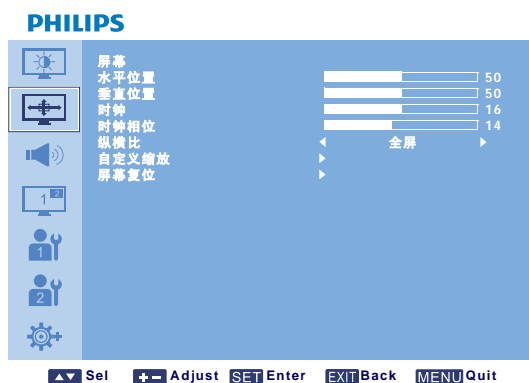 PHILIPS
屏幕
水平位置 50
垂直位置 50
时钟 16
时钟相位 14
纵横比 全屏
自定义缩放
屏幕复位
1 2
1
2
Sel Adjust SET Enter EXIT Back MENU Quit